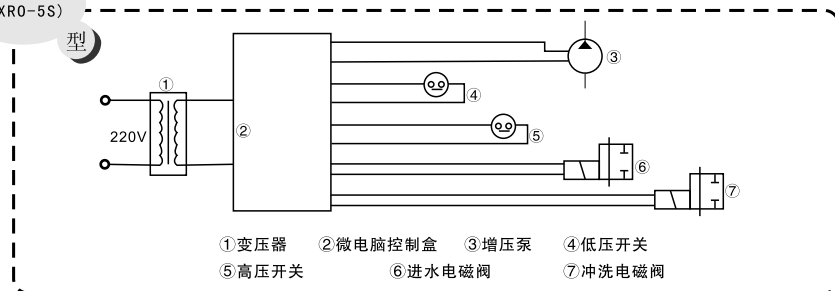 XRO-5S)
型
①
③
④
220V
②
⑤
⑥
⑦
①变压器 ②微电脑控制盒 ③增压泵 ④低压开关
⑤高压开关 ⑥进水电磁阀 ⑦冲洗电磁阀